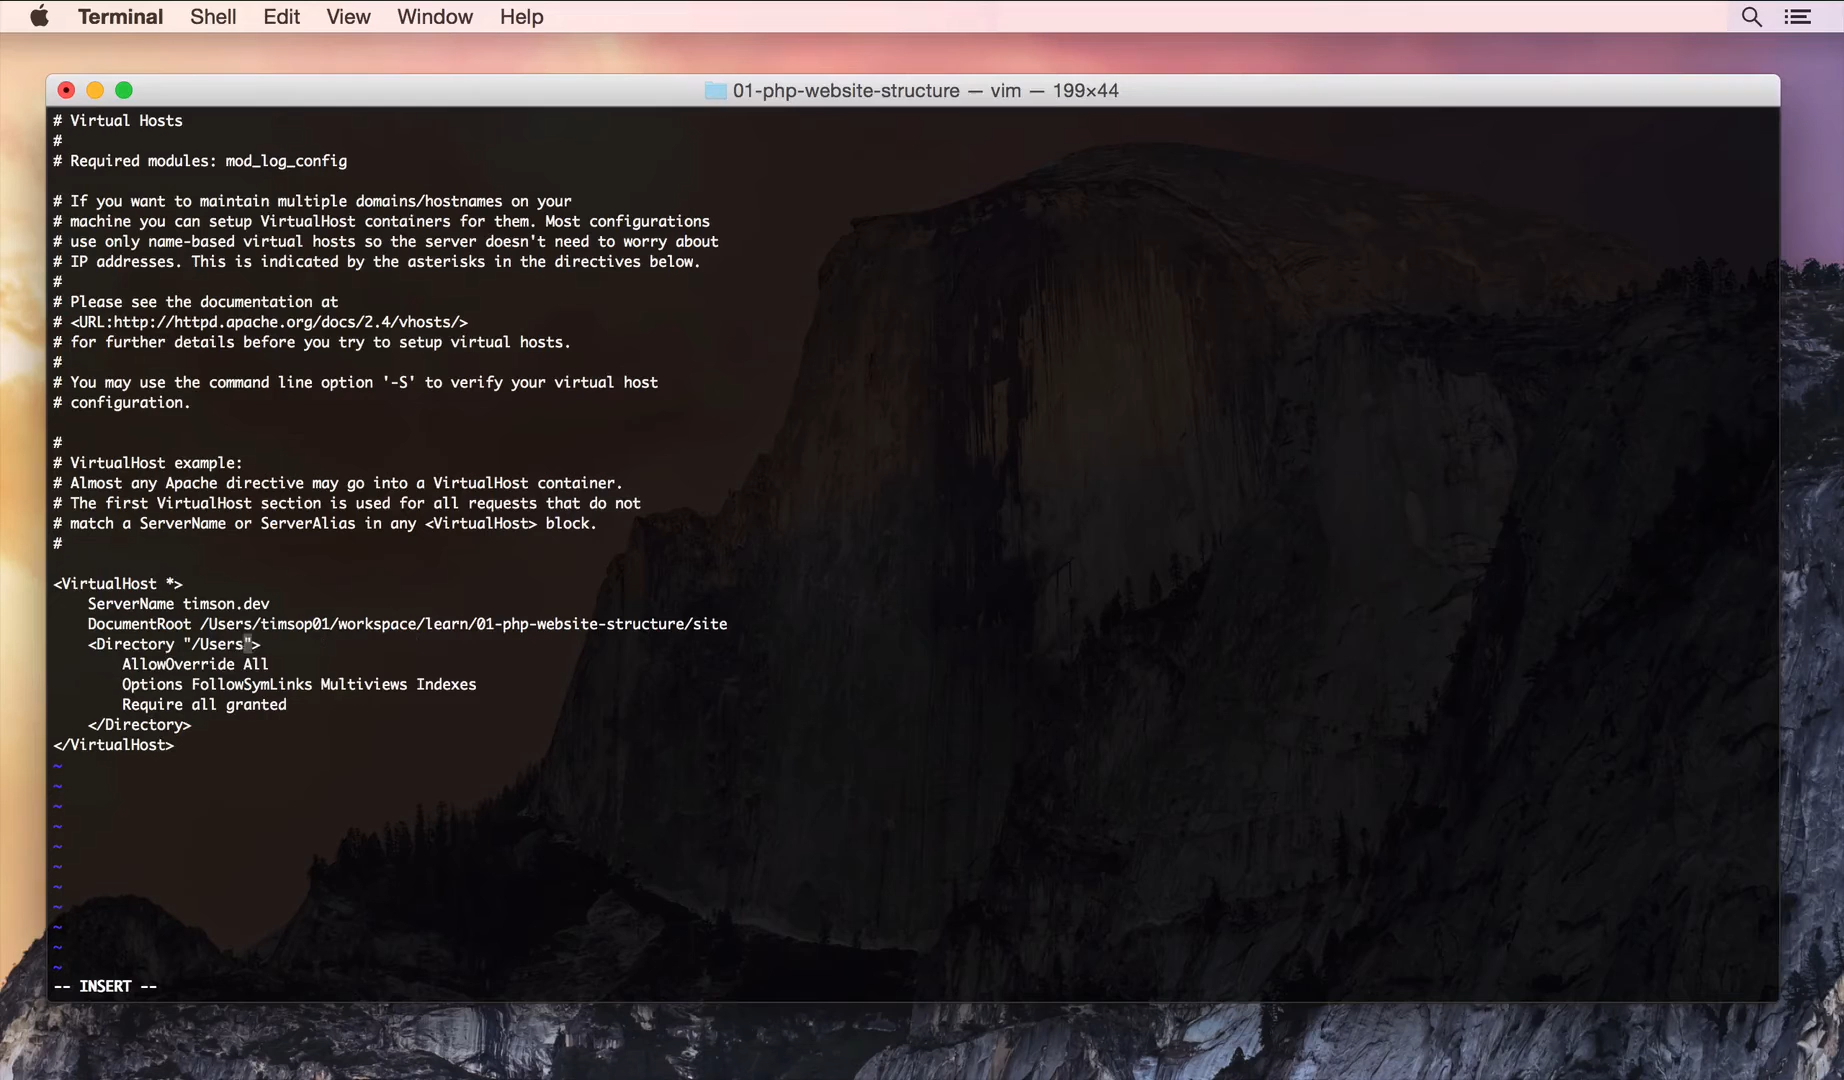 Terminal Shell Edit View Window Help
01-php-website-structure — vim — 199×44
# Virtual Hosts
#
# Required modules: mod_log_config
# If you want to maintain multiple domains/hostnames on your
# machine you can setup VirtualHost containers for them. Most configurations
# use only name-based virtual hosts so the server doesn't need to worry about
# IP addresses. This is indicated by the asterisks in the directives below.
#
# Please see the documentation at
# <URL:http://httpd.apache.org/docs/2.4/vhosts/>
# for further details before you try to setup virtual hosts.
#
# You may use the command line option '-S' to verify your virtual host
# configuration.
#
# VirtualHost example:
# Almost any Apache directive may go into a VirtualHost container.
# The first VirtualHost section is used for all requests that do not
# match a ServerName or ServerAlias in any <VirtualHost> block.
#
<VirtualHost *>
    ServerName timson.dev
    DocumentRoot /Users/timsop01/workspace/learn/01-php-website-structure/site
    <Directory "/Users">
        AllowOverride All
        Options FollowSymLinks Multiviews Indexes
        Require all granted
    </Directory>
</VirtualHost>
~
~
~
~
~
~
~
~
~
~
~
-- INSERT --